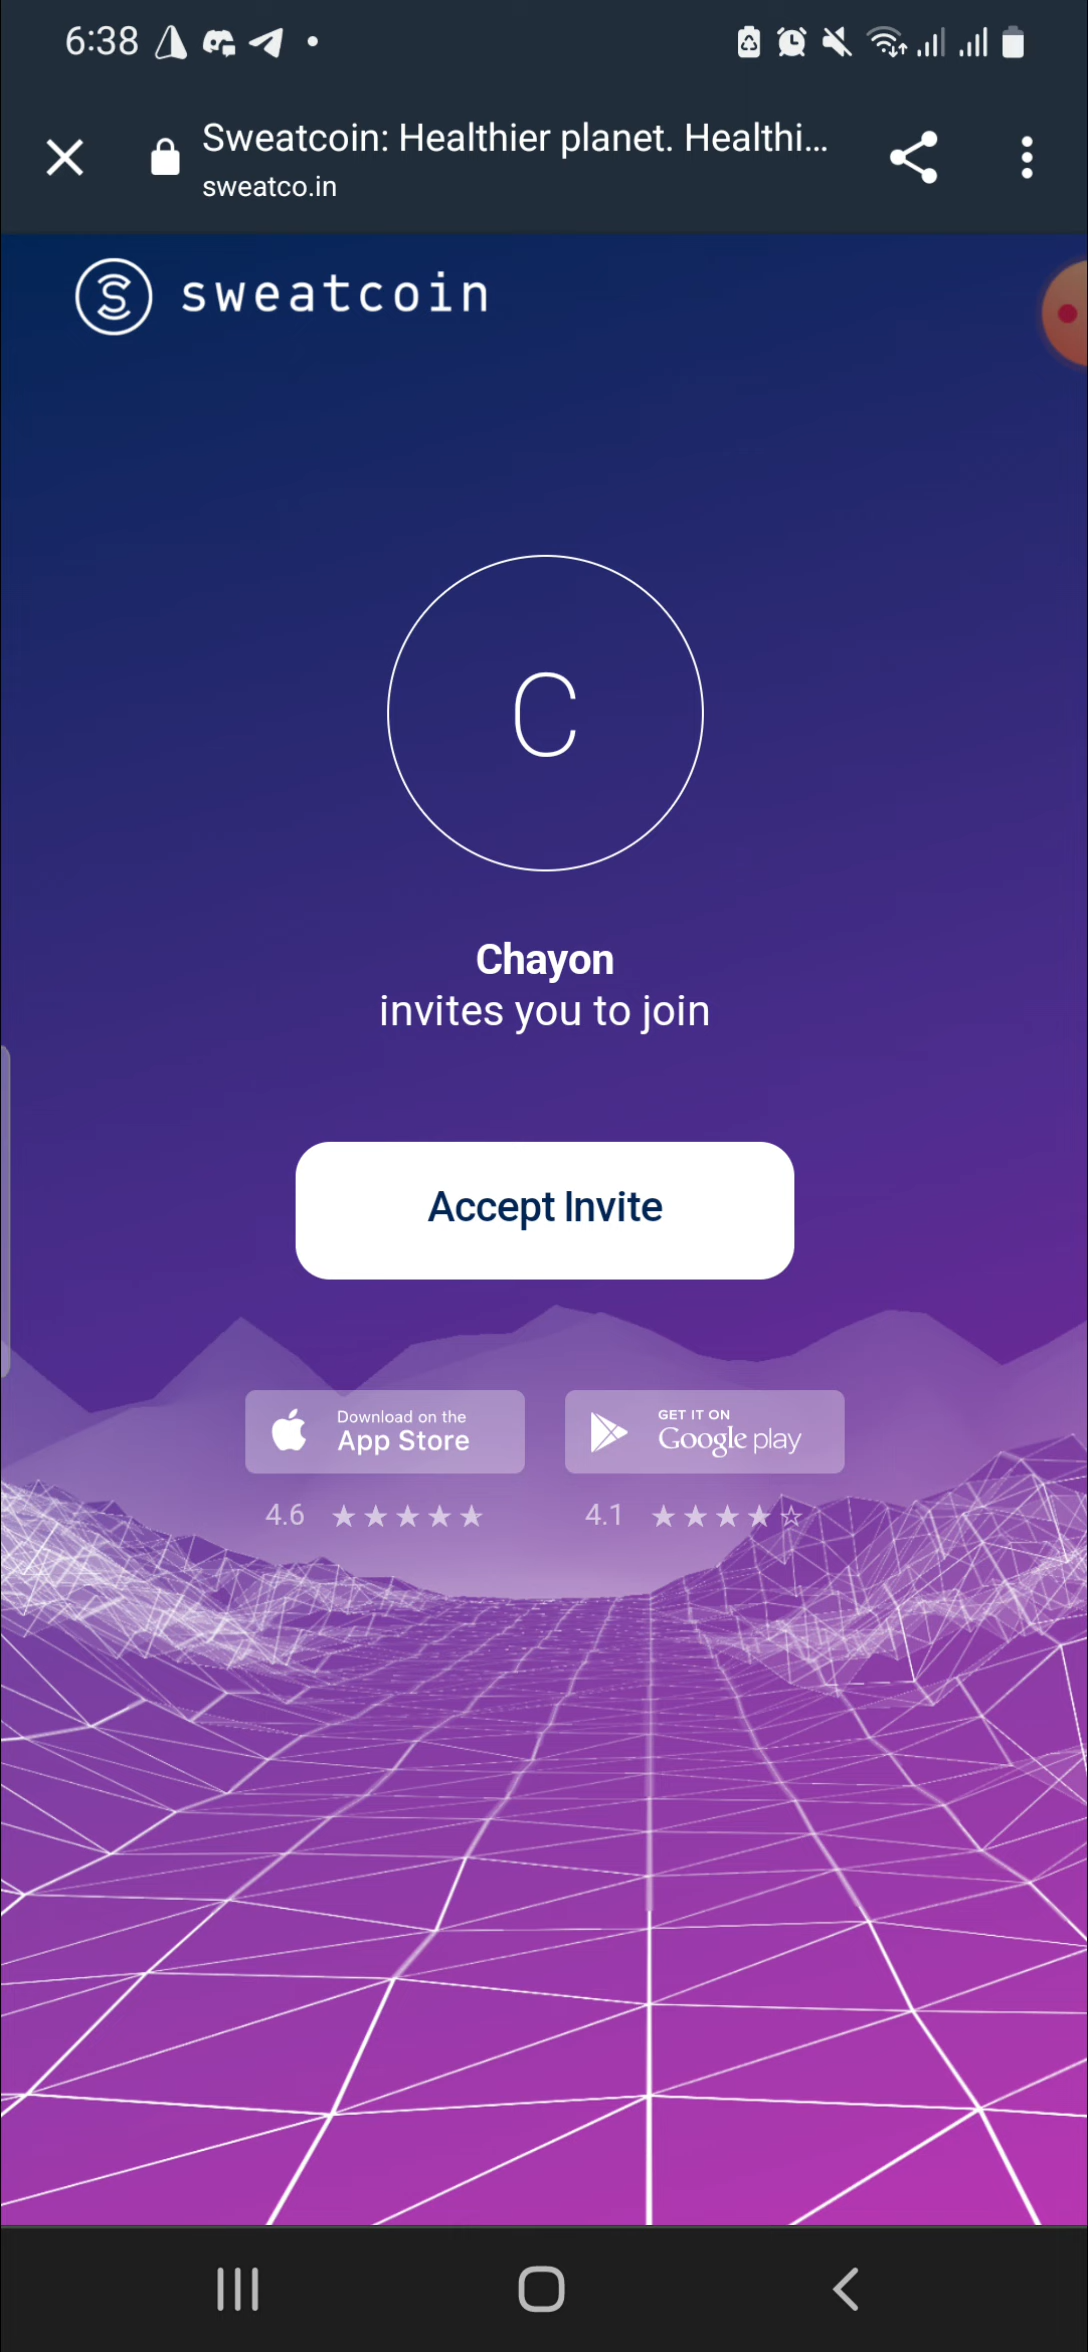 6:38
Sweatcoin: Healthier planet. Healthi...
sweatco.in
sweatcoin
C
Chayon
invites you to join
Accept Invite
Download on the
App Store
GET IT ON
Google play
4.6 ★★★★★
4.1 ★★★★☆